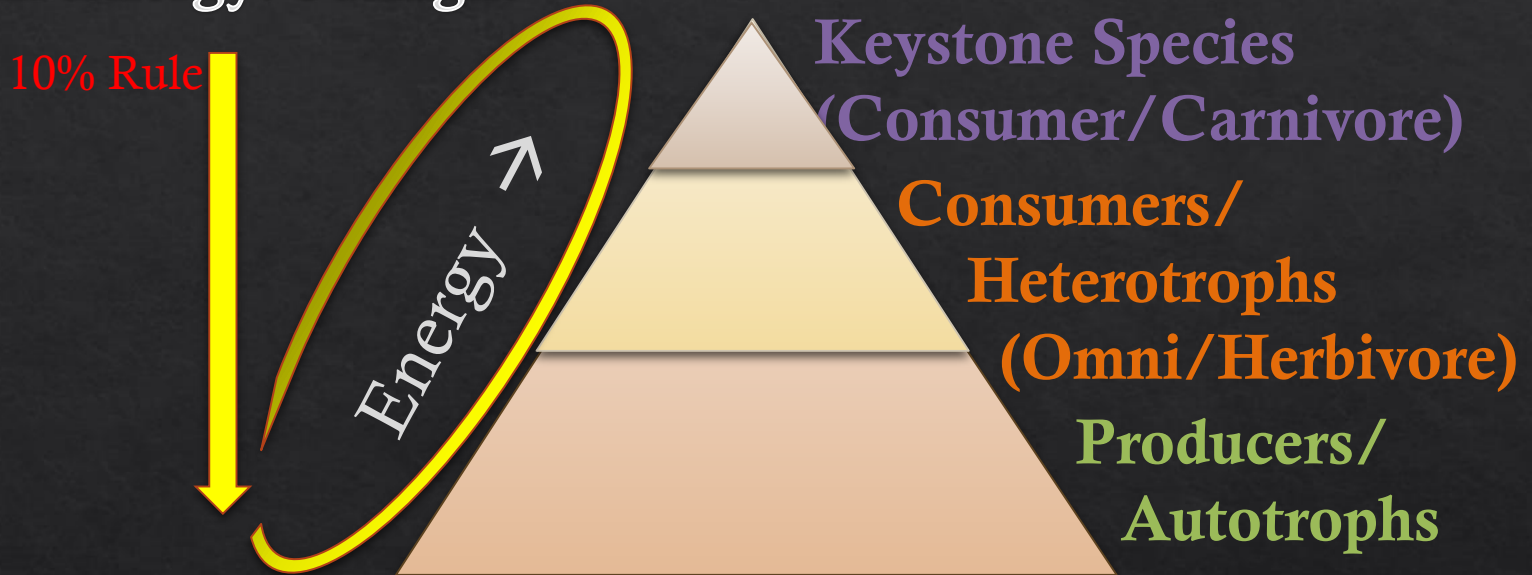 10% Rule
Energy →
Keystone Species
(Consumer/Carnivore)
Consumers/
Heterotrophs
(Omni/Herbivore)
Producers/
Autotrophs